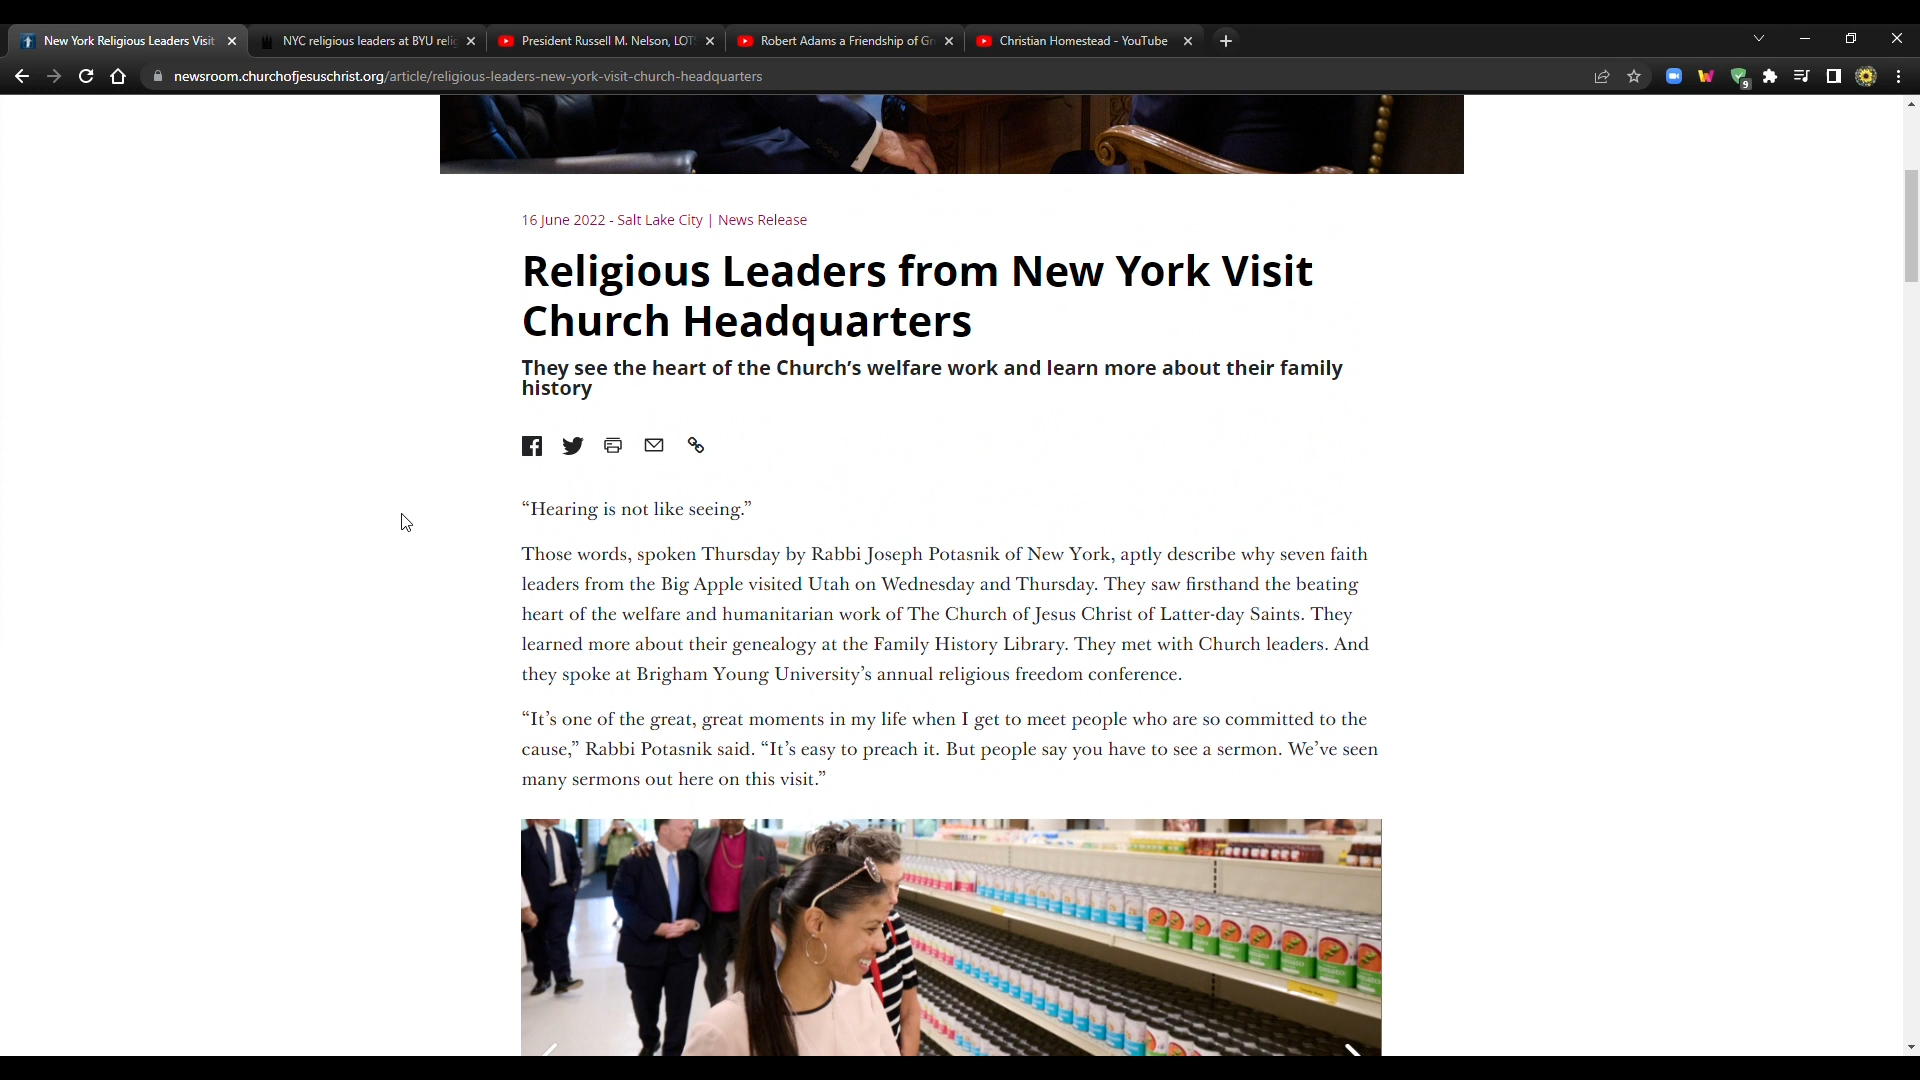 New York Religious Leaders Visit
NYC religious leaders at BYU relig
President Russell M. Nelson, LOT
Robert Adams a Friendship of Gr
Christian Homestead - YouTube
newsroom.churchofjesuschrist.org/article/religious-leaders-new-york-visit-church-headquarters
9
16 June 2022 - Salt Lake City | News Release
Religious Leaders from New York Visit
Church Headquarters
They see the heart of the Church’s welfare work and learn more about their family
history
“Hearing is not like seeing.”
Those words, spoken Thursday by Rabbi Joseph Potasnik of New York, aptly describe why seven faith
leaders from the Big Apple visited Utah on Wednesday and Thursday. They saw firsthand the beating
heart of the welfare and humanitarian work of The Church of Jesus Christ of Latter-day Saints. They
learned more about their genealogy at the Family History Library. They met with Church leaders. And
they spoke at Brigham Young University’s annual religious freedom conference.
“It’s one of the great, great moments in my life when I get to meet people who are so committed to the
cause,” Rabbi Potasnik said. “It’s easy to preach it. But people say you have to see a sermon. We’ve seen
many sermons out here on this visit.”